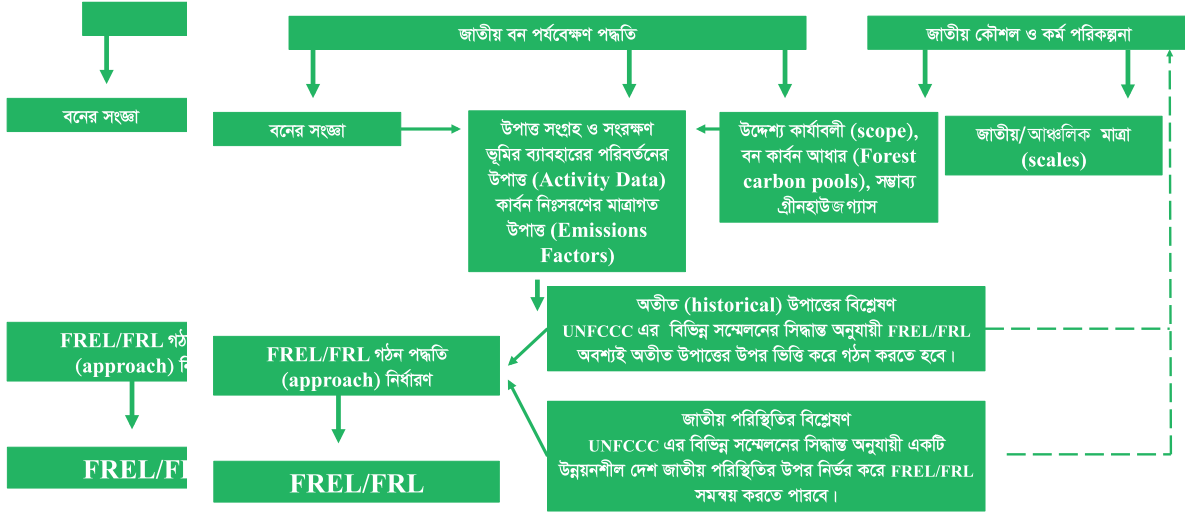 জাতীয় বন পর্যবেক্ষণ পদ্ধতি
জাতীয় কৌশল ও কর্ম পরিকল্পনা
বনের সংজ্ঞা
বনের সংজ্ঞা
উপাত্ত সংগ্রহ ও সংরক্ষণ
ভূমির ব্যাবহারের পরিবর্তনের
উপাত্ত (Activity Data)
কার্বন নিঃসরণের মাত্রাগত
উপাত্ত (Emissions
Factors)
উদ্দেশ্য কার্যাবলী (scope),
বন কার্বন আধার (Forest
carbon pools), সম্ভাব্য
গ্রীনহাউজ গ্যাস
জাতীয়/আঞ্চলিক মাত্রা
(scales)
অতীত (historical) উপাত্তের বিশ্লেষণ
UNFCCC এর বিভিন্ন সম্মেলনের সিদ্ধান্ত অনুযায়ী FREL/FRL
অবশ্যই অতীত উপাত্তের উপর ভিত্তি করে গঠন করতে হবে।
FREL/FRL গঠ
(approach) নি
FREL/FRL গঠন পদ্ধতি
(approach) নির্ধারণ
জাতীয় পরিস্থিতির বিশ্লেষণ
UNFCCC এর বিভিন্ন সম্মেলনের সিদ্ধান্ত অনুযায়ী একটি
উন্নয়নশীল দেশ জাতীয় পরিস্থিতির উপর নির্ভর করে FREL/FRL
সমন্বয় করতে পারবে।
FREL/FI
FREL/FRL